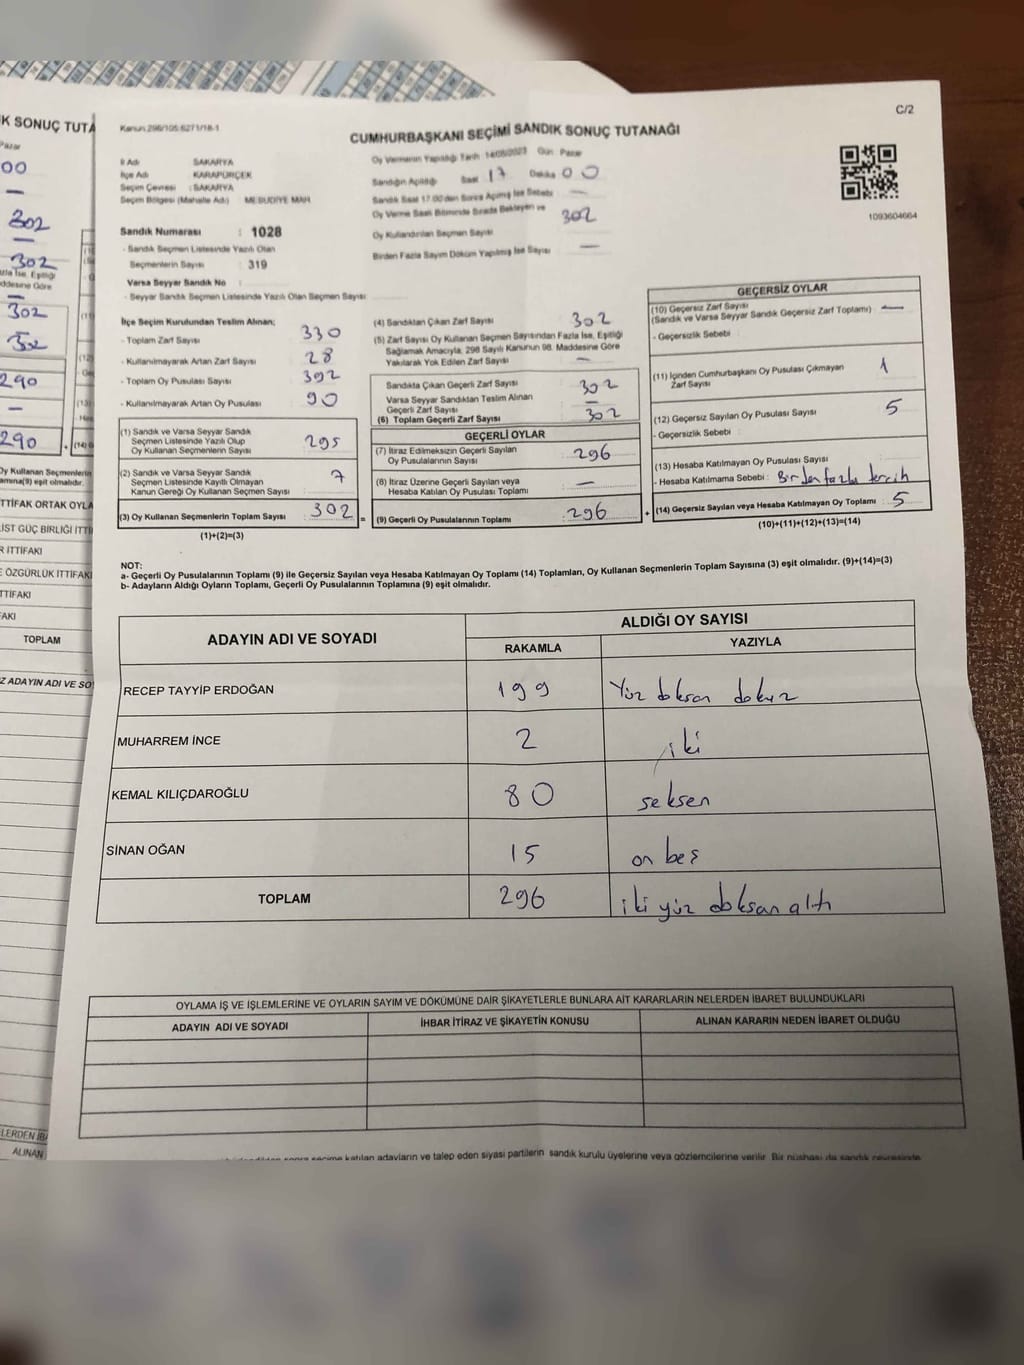 C/2
Kanun 298/105 6271/18-1
CUMHURBAŞKANI SEÇİMİ SANDIK SONUÇ TUTANAĞI
İl Adı SAKARYA
İlçe Adı KARAPÜRÇEK
Seçim Çevresi : SAKARYA
Seçim Bölgesi (Mahalle Adı) MESUDİYE MAH
Sandık Numarası : 1028
- Sandık Seçmen Listesinde Yazılı Olan
Seçmenlerin Sayısı : 319
Varsa Seyyar Sandık No :
- Seyyar Sandık Seçmen Listesinde Yazılı Olan Seçmen Sayısı
Oy Vermenin Yapıldığı Tarih 14/05/2023 Gün Pazar
Sandığın Açıldığı Saat 17 Dakika 00
Sandık Saat 17.00'den Sonra Açılmış İse Sebebi —
Oy Verme Saati Bitiminde Sırada Bekleyen ve
Oy Kullandırılan Seçmen Sayısı 302
Birden Fazla Sayım Döküm Yapılmış İse Sayısı —
1093604664
İlçe Seçim Kurulundan Teslim Alınan;
- Toplam Zarf Sayısı : 330
- Kullanılmayarak Artan Zarf Sayısı : 28
- Toplam Oy Pusulası Sayısı : 392
- Kullanılmayarak Artan Oy Pusulası : 90
(1) Sandık ve Varsa Seyyar Sandık
Seçmen Listesinde Yazılı Olup
Oy Kullanan Seçmenlerin Sayısı 295
(2) Sandık ve Varsa Seyyar Sandık
Seçmen Listesinde Kayıtlı Olmayan
Kanun Gereği Oy Kullanan Seçmen Sayısı 7
(3) Oy Kullanan Seçmenlerin Toplam Sayısı 302 =
(1)+(2)=(3)
(4) Sandıktan Çıkan Zarf Sayısı : 302
(5) Zarf Sayısı Oy Kullanan Seçmen Sayısından Fazla İse, Eşitliği
Sağlamak Amacıyla, 298 Sayılı Kanunun 98. Maddesine Göre
Yakılarak Yok Edilen Zarf Sayısı —
Sandıkta Çıkan Geçerli Zarf Sayısı 302
Varsa Seyyar Sandıktan Teslim Alınan
Geçerli Zarf Sayısı —
(6) Toplam Geçerli Zarf Sayısı 302
GEÇERLİ OYLAR
(7) İtiraz Edilmeksizin Geçerli Sayılan
Oy Pusulalarının Sayısı 296
(8) İtiraz Üzerine Geçerli Sayılan veya
Hesaba Katılan Oy Pusulası Toplamı —
(9) Geçerli Oy Pusulalarının Toplamı 296 +
GEÇERSİZ OYLAR
(10) Geçersiz Zarf Sayısı
(Sandık ve Varsa Seyyar Sandık Geçersiz Zarf Toplamı) —
- Geçersizlik Sebebi :
(11) İçinden Cumhurbaşkanı Oy Pusulası Çıkmayan
Zarf Sayısı 1
(12) Geçersiz Sayılan Oy Pusulası Sayısı 5
- Geçersizlik Sebebi :
(13) Hesaba Katılmayan Oy Pusulası Sayısı
- Hesaba Katılmama Sebebi : Birden fazla tercih
(14) Geçersiz Sayılan veya Hesaba Katılmayan Oy Toplamı 5
(10)+(11)+(12)+(13)=(14)
NOT:
a- Geçerli Oy Pusulalarının Toplamı (9) ile Geçersiz Sayılan veya Hesaba Katılmayan Oy Toplamı (14) Toplamları, Oy Kullanan Seçmenlerin Toplam Sayısına (3) eşit olmalıdır. (9)+(14)=(3)
b- Adayların Aldığı Oyların Toplamı, Geçerli Oy Pusulalarının Toplamına (9) eşit olmalıdır.
ADAYIN ADI VE SOYADI ALDIĞI OY SAYISI
RAKAMLA YAZIYLA
RECEP TAYYİP ERDOĞAN 199 Yüz doksan dokuz
MUHARREM İNCE 2 iki
KEMAL KILIÇDAROĞLU 80 seksen
SİNAN OĞAN 15 on beş
TOPLAM 296 iki yüz doksan altı
OYLAMA İŞ VE İŞLEMLERİNE VE OYLARIN SAYIM VE DÖKÜMÜNE DAİR ŞİKAYETLERLE BUNLARA AİT KARARLARIN NELERDEN İBARET BULUNDUKLARI
ADAYIN ADI VE SOYADI İHBAR İTİRAZ VE ŞİKAYETİN KONUSU ALINAN KARARIN NEDEN İBARET OLDUĞU
sonra seçime katılan adayların ve talep eden siyasi partilerin sandık kurulu üyelerine veya gözlemcilerine verilir. Bir nüshası da sandık çevresinde
K SONUÇ TUTA
Pazar
00
—
302
—
302
zla İse, Eşitliği
ddesine Göre
—
302
302
290
—
290
Oy Kullanan Seçmenlerin
amına(9) eşit olmalıdır.
TTİFAK ORTAK OYLA
İST GÜÇ BİRLİĞİ İTTİ
R İTTİFAKI
E ÖZGÜRLÜK İTTİFAKI
TTİFAKI
FAKI
TOPLAM
Z ADAYIN ADI VE SO
LERDEN İBA
ALINAN